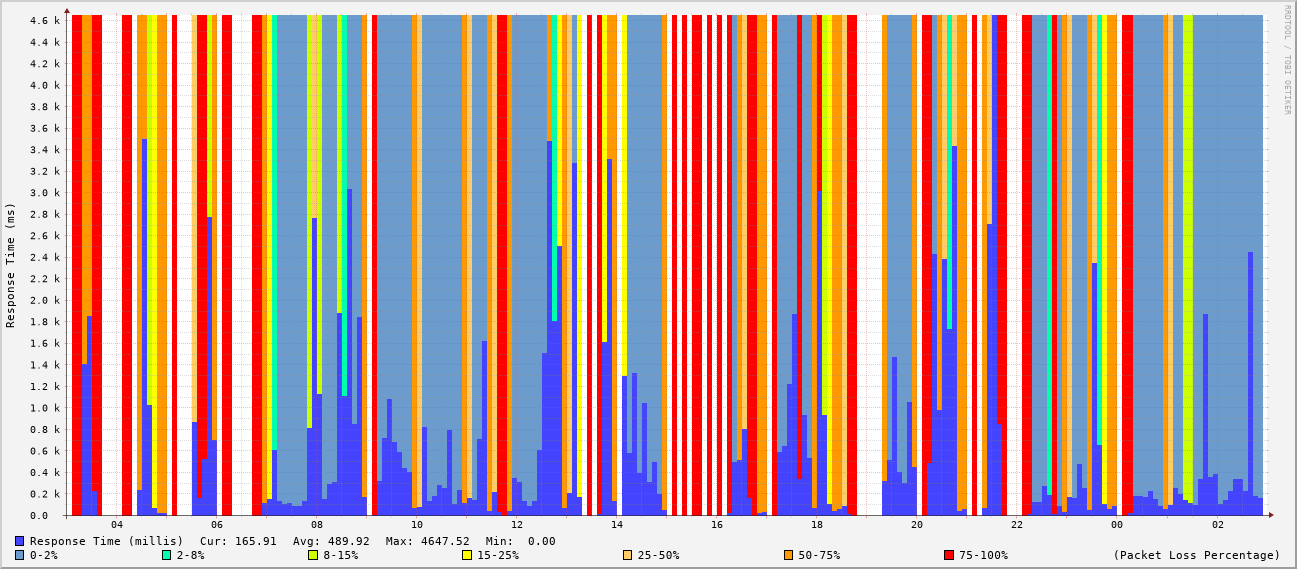 RRDTOOL / TOBI OETIKER
Response Time (ms)
4.6 k
4.4 k
4.2 k
4.0 k
3.8 k
3.6 k
3.4 k
3.2 k
3.0 k
2.8 k
2.6 k
2.4 k
2.2 k
2.0 k
1.8 k
1.6 k
1.4 k
1.2 k
1.0 k
0.8 k
0.6 k
0.4 k
0.2 k
0.0
04 06 08 10 12 14 16 18 20 22 00 02
Response Time (millis) Cur: 165.91 Avg: 489.92 Max: 4647.52 Min: 0.00
0-2% 2-8% 8-15% 15-25% 25-50% 50-75% 75-100% (Packet Loss Percentage)